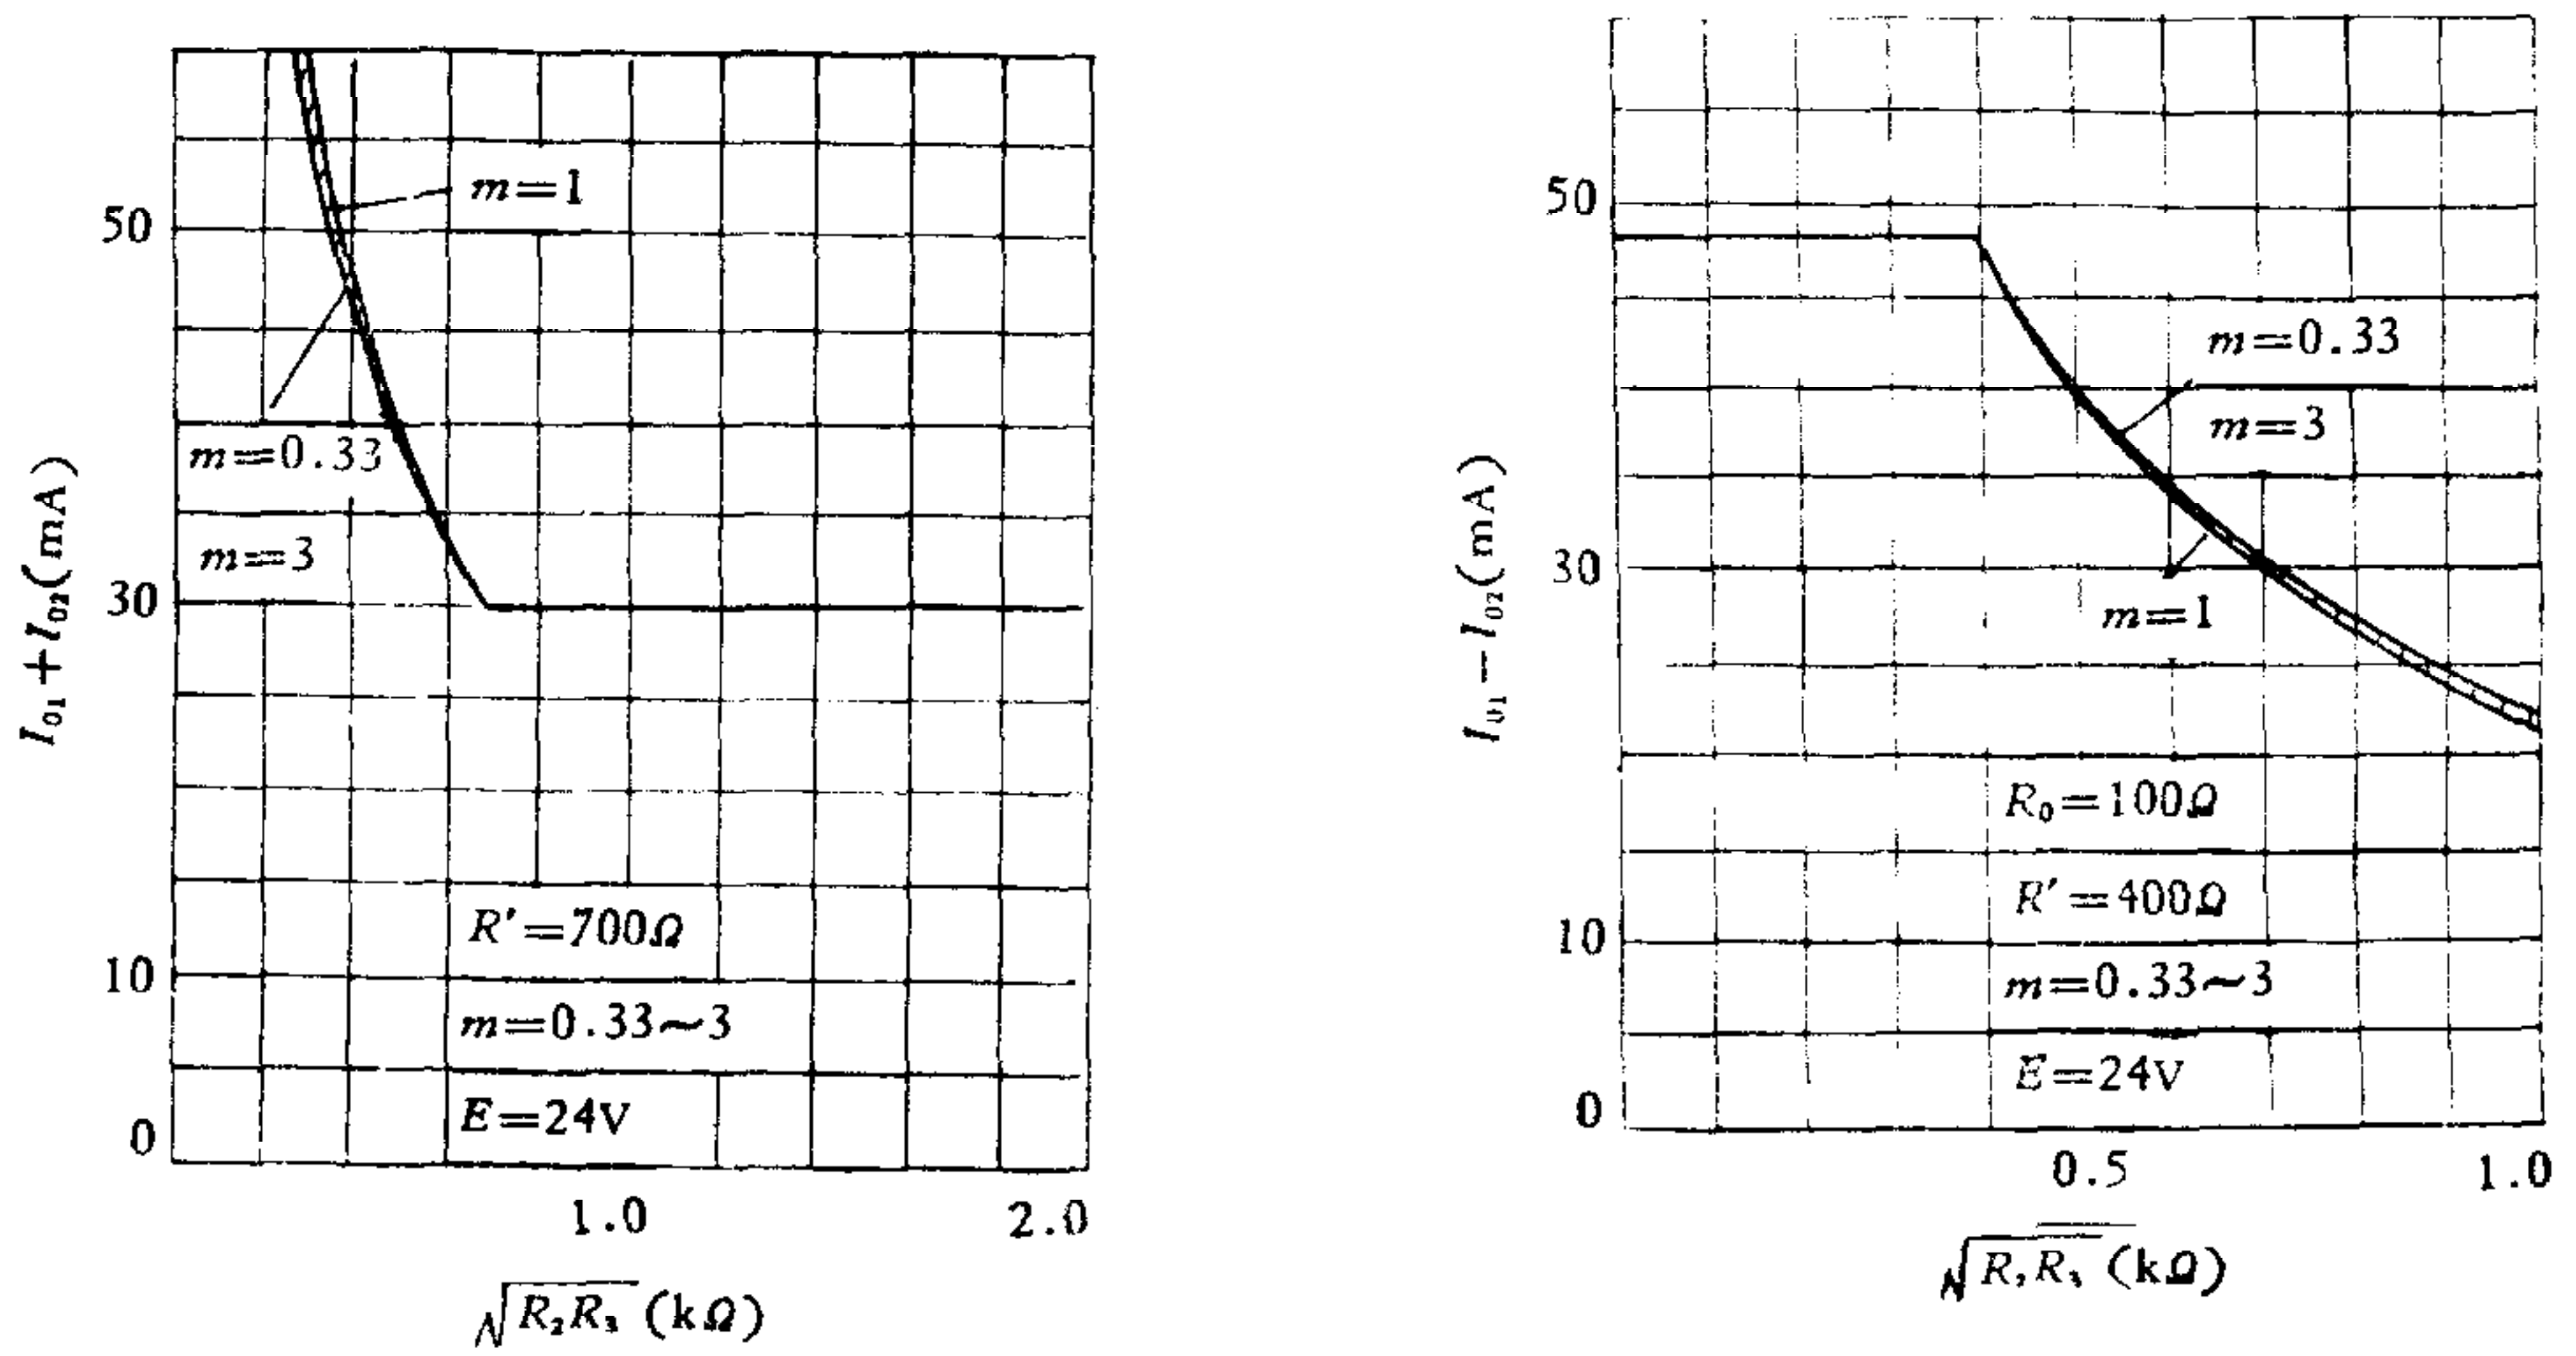 50
30
10
0
I₀₁+I₀₂(mA)
m=1
m=0.33
m=3
R′=700Ω
m=0.33~3
E=24V
1.0 2.0
√R₂R₃ (kΩ)
50
30
10
0
I₀₁−I₀₂(mA)
m=0.33
m=3
m=1
R₀=100Ω
R′=400Ω
m=0.33~3
E=24V
0.5 1.0
(kΩ)